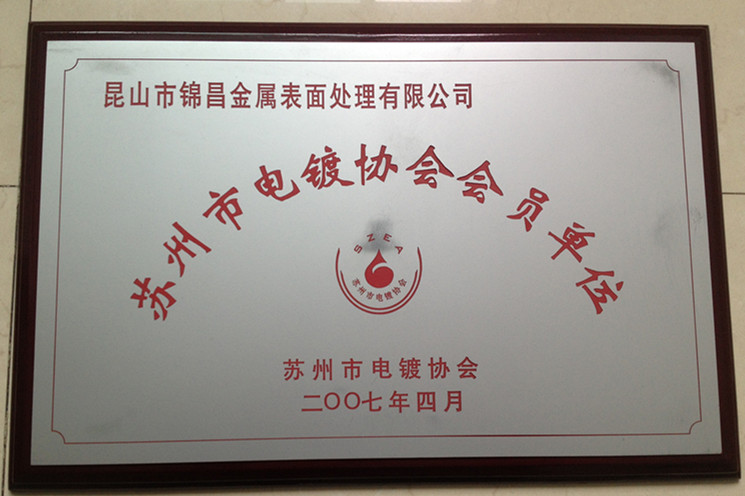 昆山市锦昌金属表面处理有限公司
苏州市电镀协会会员单位
SZEA
苏州市电镀协会
苏州市电镀协会
二〇〇七年四月